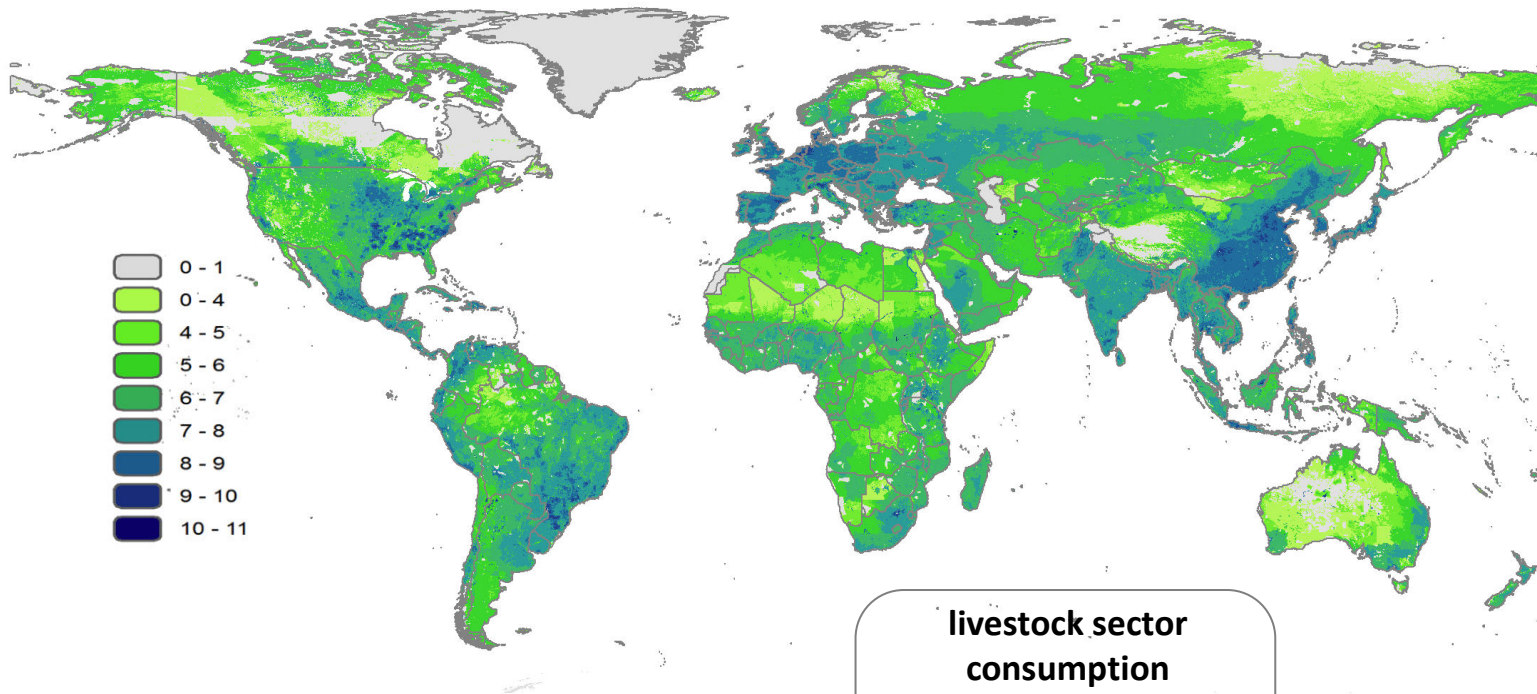 0 - 1
0 - 4
4 - 5
5 - 6
6 - 7
7 - 8
8 - 9
9 - 10
10 - 11
livestock sector
consumption